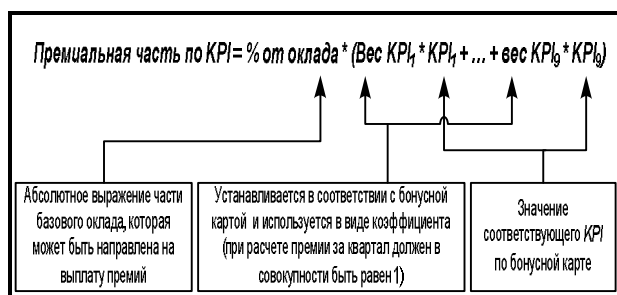 Премиальная часть по KPI = % от оклада * (Вес KPI₁ * KPI₁ + ... + вес KPI₉ * KPI₉)
Абсолютное выражение части
базового оклада, которая
может быть направлена на
выплату премий
Устанавливается в соответствии с бонусной
картой и используется в виде коэффициента
(при расчете премии за квартал должен в
совокупности быть равен 1)
Значение
соответствующего KPI
по бонусной карте